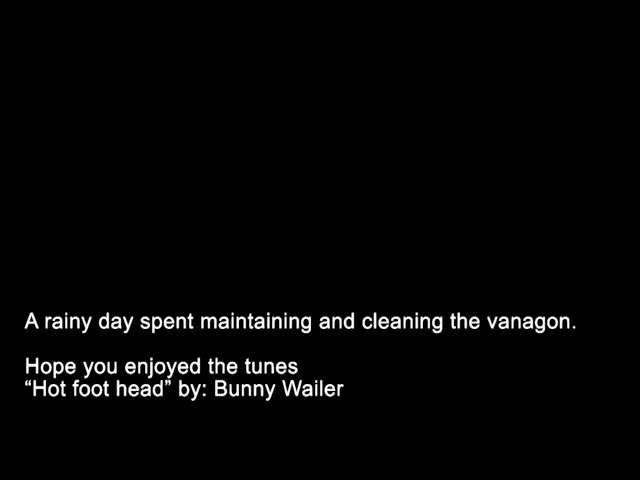 A rainy day spent maintaining and cleaning the vanagon.
Hope you enjoyed the tunes
“Hot foot head” by: Bunny Wailer